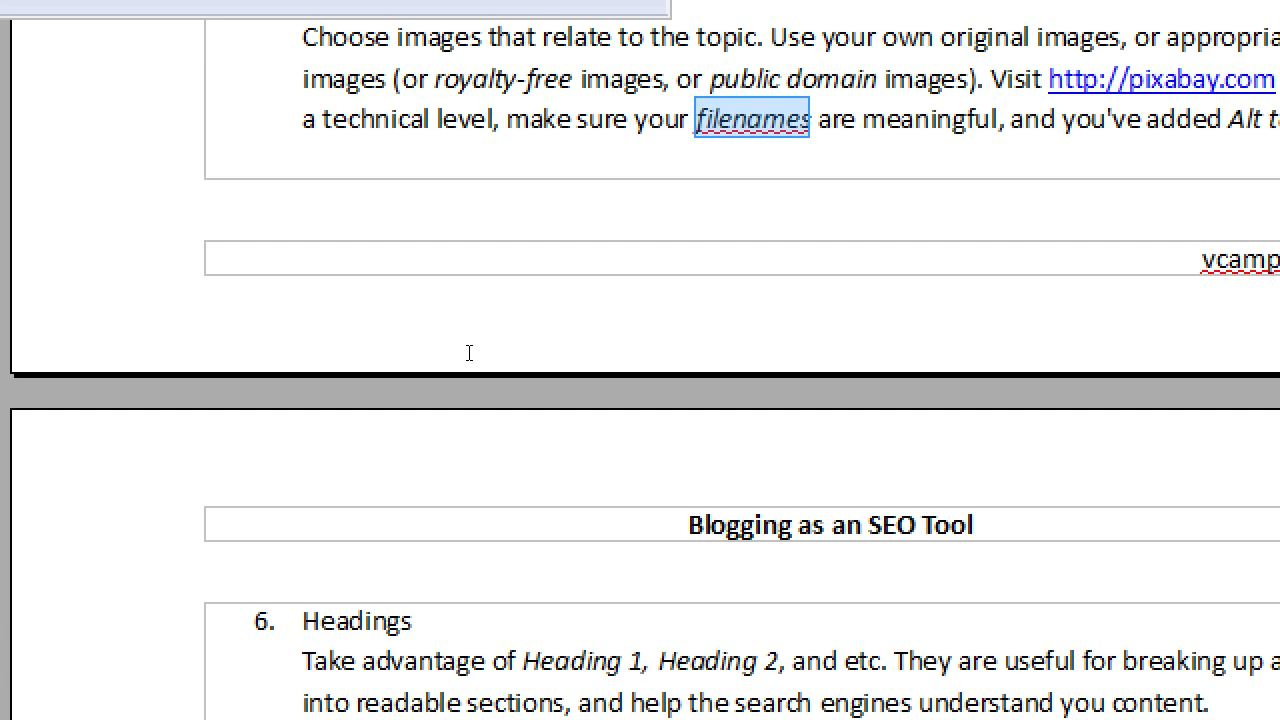 Choose images that relate to the topic. Use your own original images, or appropria
images (or royalty-free images, or public domain images). Visit http://pixabay.com
a technical level, make sure your filenames are meaningful, and you've added Alt t
vcamp
Blogging as an SEO Tool
6. Headings
Take advantage of Heading 1, Heading 2, and etc. They are useful for breaking up a
into readable sections, and help the search engines understand you content.